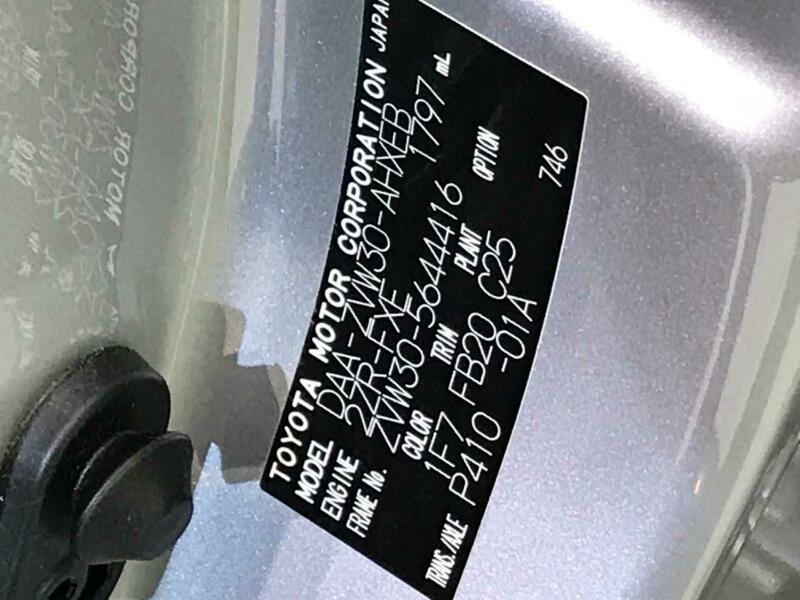 TOYOTA MOTOR CORPORATION JAPAN
MODEL DAA-ZVW30-AHXEB
ENGINE 2ZR-FXE 1797 mL
FRAME No. ZVW30-5644416
COLOR TRIM PLANT OPTION
1F7 FB20 C25
TRANS./AXLE P410 -01A 746